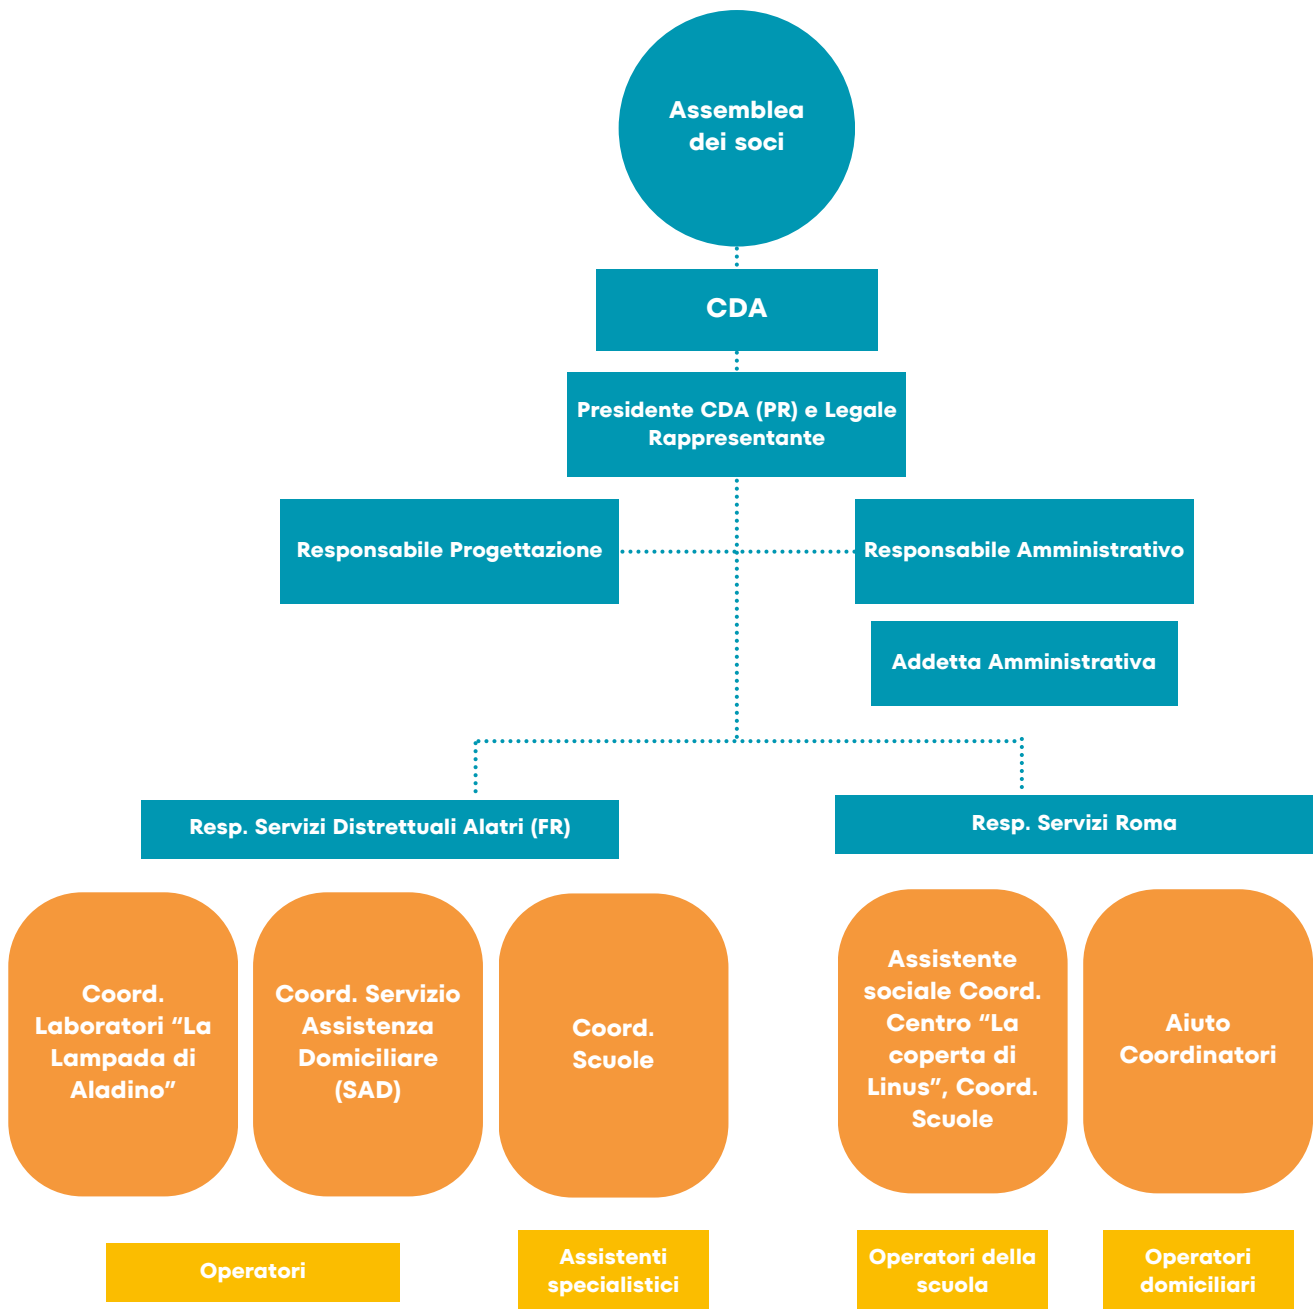 Assemblea
dei soci
CDA
Presidente CDA (PR) e Legale
Rappresentante
Responsabile Progettazione
Responsabile Amministrativo
Addetta Amministrativa
Resp. Servizi Distrettuali Alatri (FR)
Resp. Servizi Roma
Coord.
Laboratori “La
Lampada di
Aladino”
Coord. Servizio
Assistenza
Domiciliare
(SAD)
Coord.
Scuole
Assistente
sociale Coord.
Centro “La
coperta di
Linus”, Coord.
Scuole
Aiuto
Coordinatori
Operatori
Assistenti
specialistici
Operatori della
scuola
Operatori
domiciliari